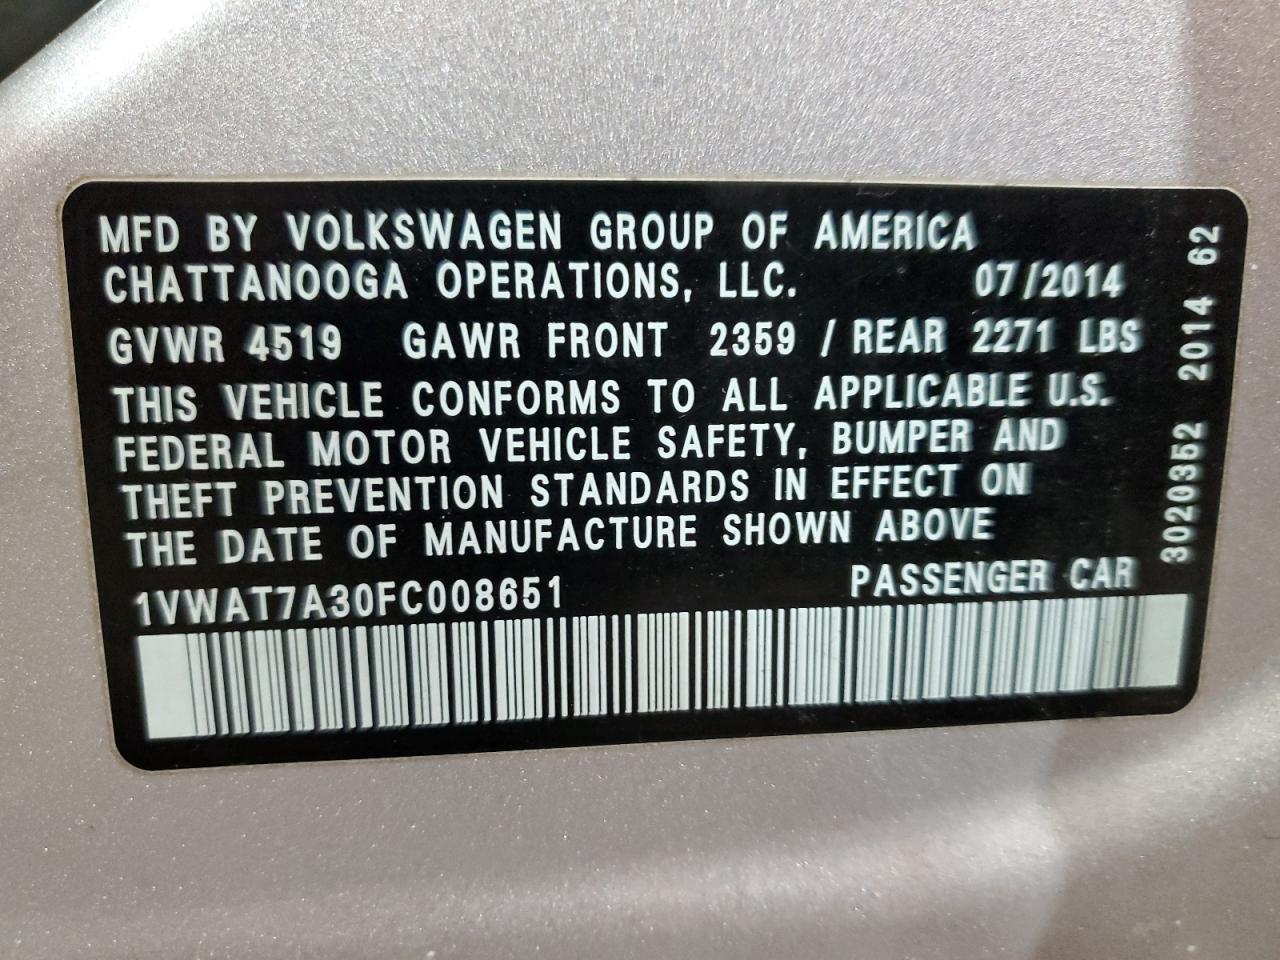 MFD BY VOLKSWAGEN GROUP OF AMERICA
CHATTANOOGA OPERATIONS, LLC. 07/2014
GVWR 4519 GAWR FRONT 2359 / REAR 2271 LBS
THIS VEHICLE CONFORMS TO ALL APPLICABLE U.S.
FEDERAL MOTOR VEHICLE SAFETY, BUMPER AND
THEFT PREVENTION STANDARDS IN EFFECT ON
THE DATE OF MANUFACTURE SHOWN ABOVE
1VWAT7A30FC008651 PASSENGER CAR
3020352 2014 62